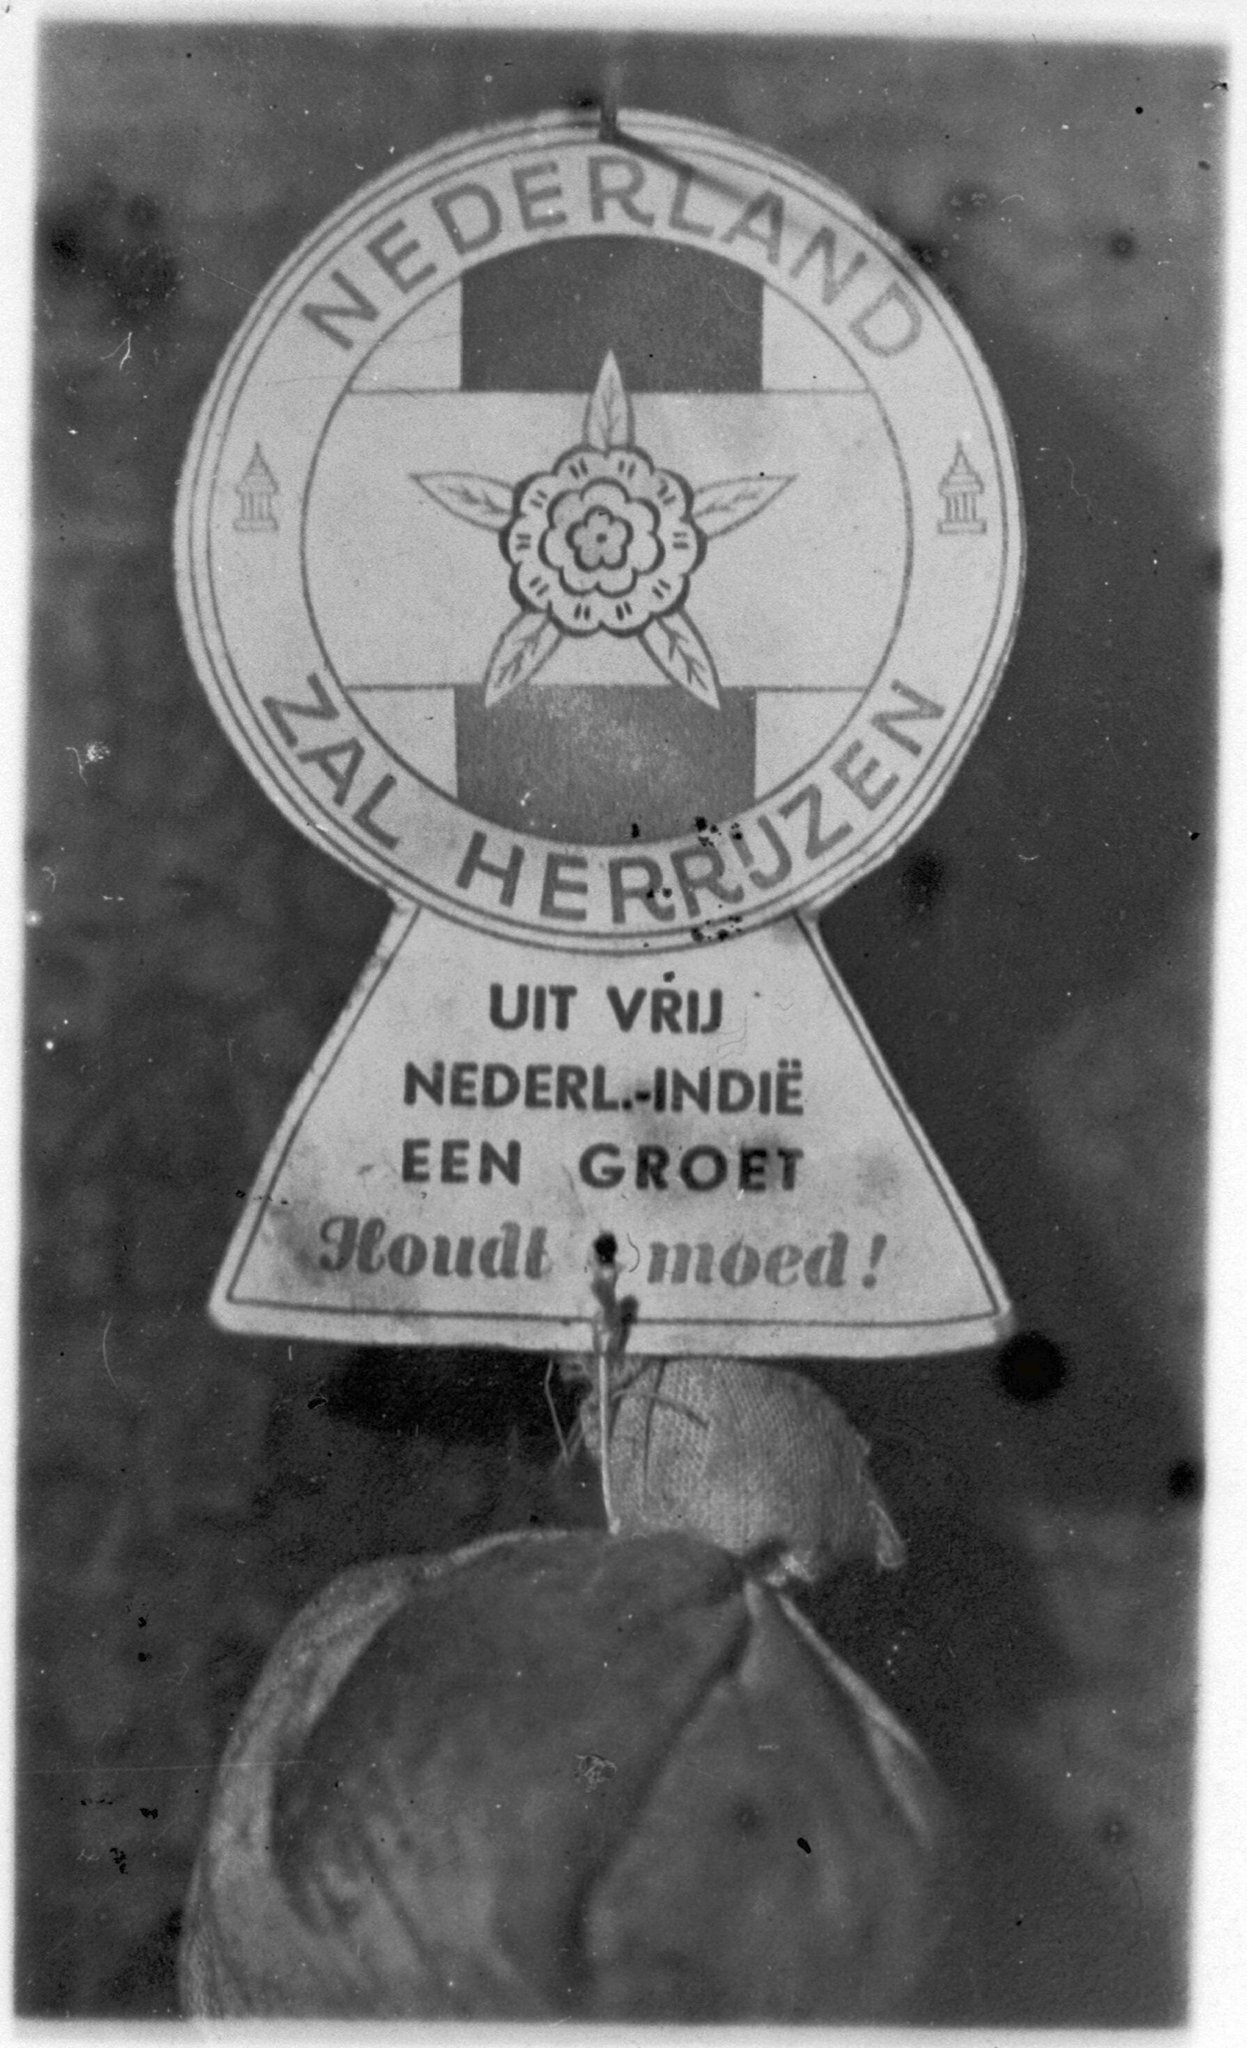 NEDERLAND
ZAL HERRIJZEN
UIT VRIJ
NEDERL.-INDIË
EEN GROET
Houdt moed!